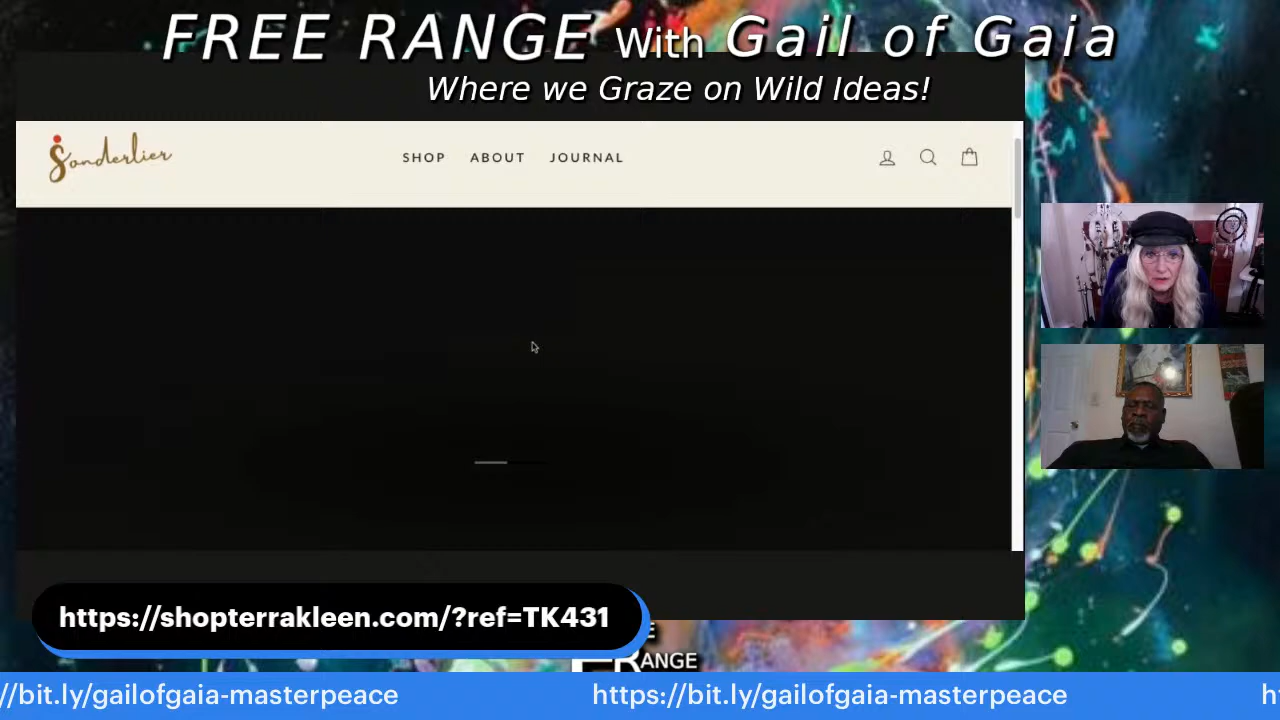 FREE RANGE With Gail of Gaia
Where we Graze on Wild Ideas!
Sonderlier
SHOP ABOUT JOURNAL
https://shopterrakleen.com/?ref=TK431
RANGE
//bit.ly/gailofgaia-masterpeace https://bit.ly/gailofgaia-masterpeace